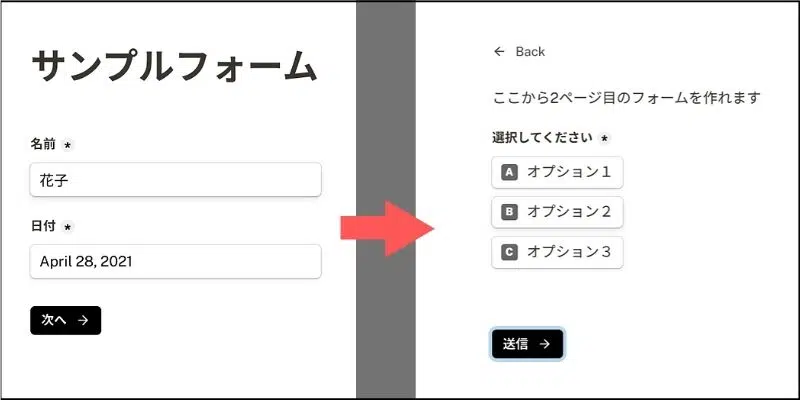 サンプルフォーム
名前 *
花子
日付 *
April 28, 2021
次へ →
← Back
ここから2ページ目のフォームを作れます
選択してください *
A オプション１
B オプション２
C オプション３
送信 →